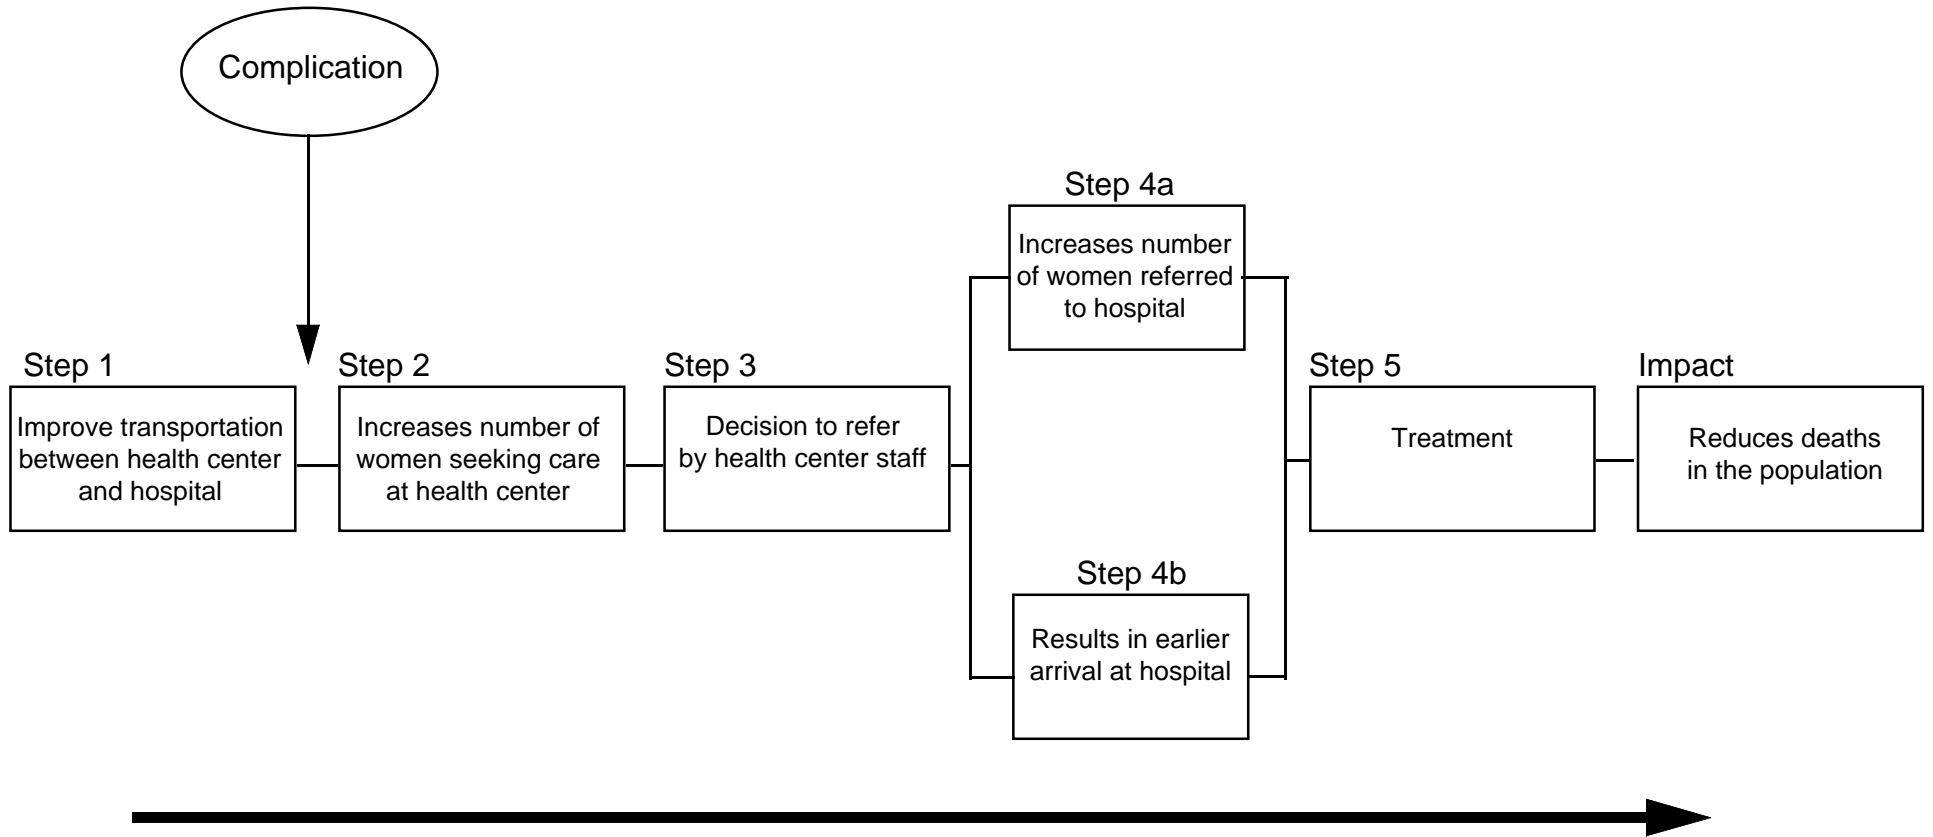 Complication
Step 1
Improve transportation
between health center
and hospital
Step 2
Increases number of
women seeking care
at health center
Step 3
Decision to refer
by health center staff
Step 4a
Increases number
of women referred
to hospital
Step 4b
Results in earlier
arrival at hospital
Step 5
Treatment
Impact
Reduces deaths
in the population